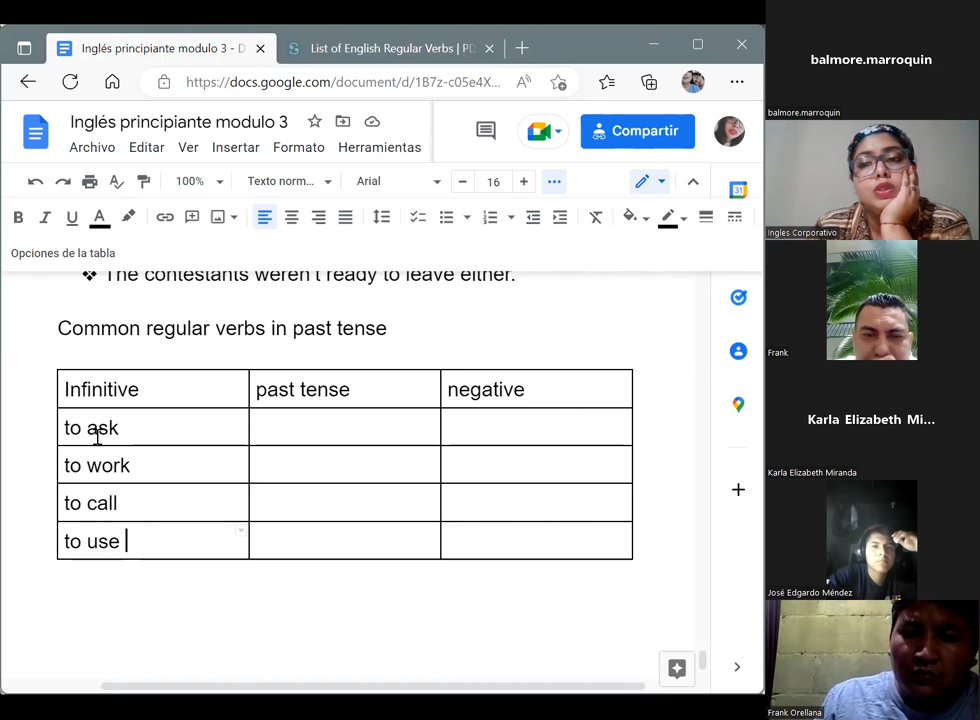 Inglés principiante modulo 3 - D
List of English Regular Verbs | PD
https://docs.google.com/document/d/1B7z-c05e4X...
Inglés principiante modulo 3
Archivo Editar Ver Insertar Formato Herramientas
Compartir
100% Texto norm... Arial 16
Opciones de la tabla
❖ The contestants weren't ready to leave either.
Common regular verbs in past tense
Infinitive past tense negative
to ask
to work
to call
to use
balmore.marroquin
balmore.marroquin
Ingles Corporativo
Frank
Karla Elizabeth Mi...
Karla Elizabeth Miranda
José Edgardo Méndez
Frank Orellana